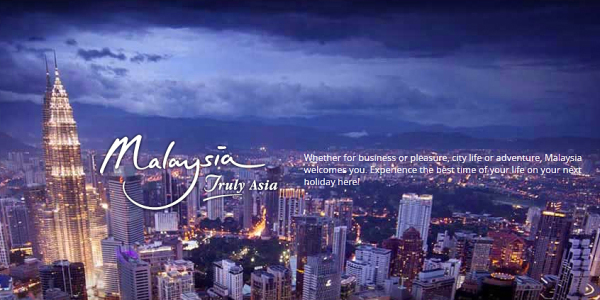 Malaysia
Truly Asia
Whether for business or pleasure, city life or adventure, Malaysia
welcomes you. Experience the best time of your life on your next
holiday here!